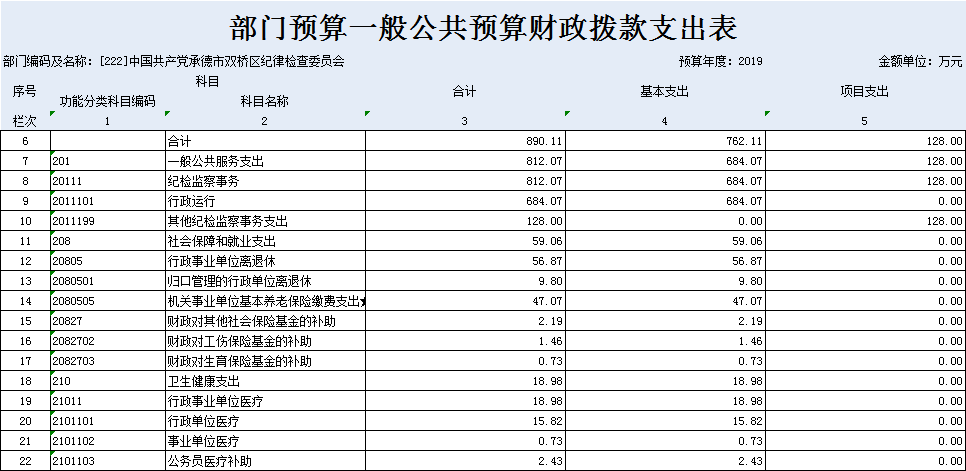 部门预算一般公共预算财政拨款支出表
部门编码及名称：[222]中国共产党承德市双桥区纪律检查委员会 预算年度：2019 金额单位：万元
序号 科目 合计 基本支出 项目支出
功能分类科目编码 科目名称
栏次 1 2 3 4 5
6 合计 890.11 762.11 128.00
7 201 一般公共服务支出 812.07 684.07 128.00
8 20111 纪检监察事务 812.07 684.07 128.00
9 2011101 行政运行 684.07 684.07 0.00
10 2011199 其他纪检监察事务支出 128.00 0.00 128.00
11 208 社会保障和就业支出 59.06 59.06 0.00
12 20805 行政事业单位离退休 56.87 56.87 0.00
13 2080501 归口管理的行政单位离退休 9.80 9.80 0.00
14 2080505 机关事业单位基本养老保险缴费支出★ 47.07 47.07 0.00
15 20827 财政对其他社会保险基金的补助 2.19 2.19 0.00
16 2082702 财政对工伤保险基金的补助 1.46 1.46 0.00
17 2082703 财政对生育保险基金的补助 0.73 0.73 0.00
18 210 卫生健康支出 18.98 18.98 0.00
19 21011 行政事业单位医疗 18.98 18.98 0.00
20 2101101 行政单位医疗 15.82 15.82 0.00
21 2101102 事业单位医疗 0.73 0.73 0.00
22 2101103 公务员医疗补助 2.43 2.43 0.00